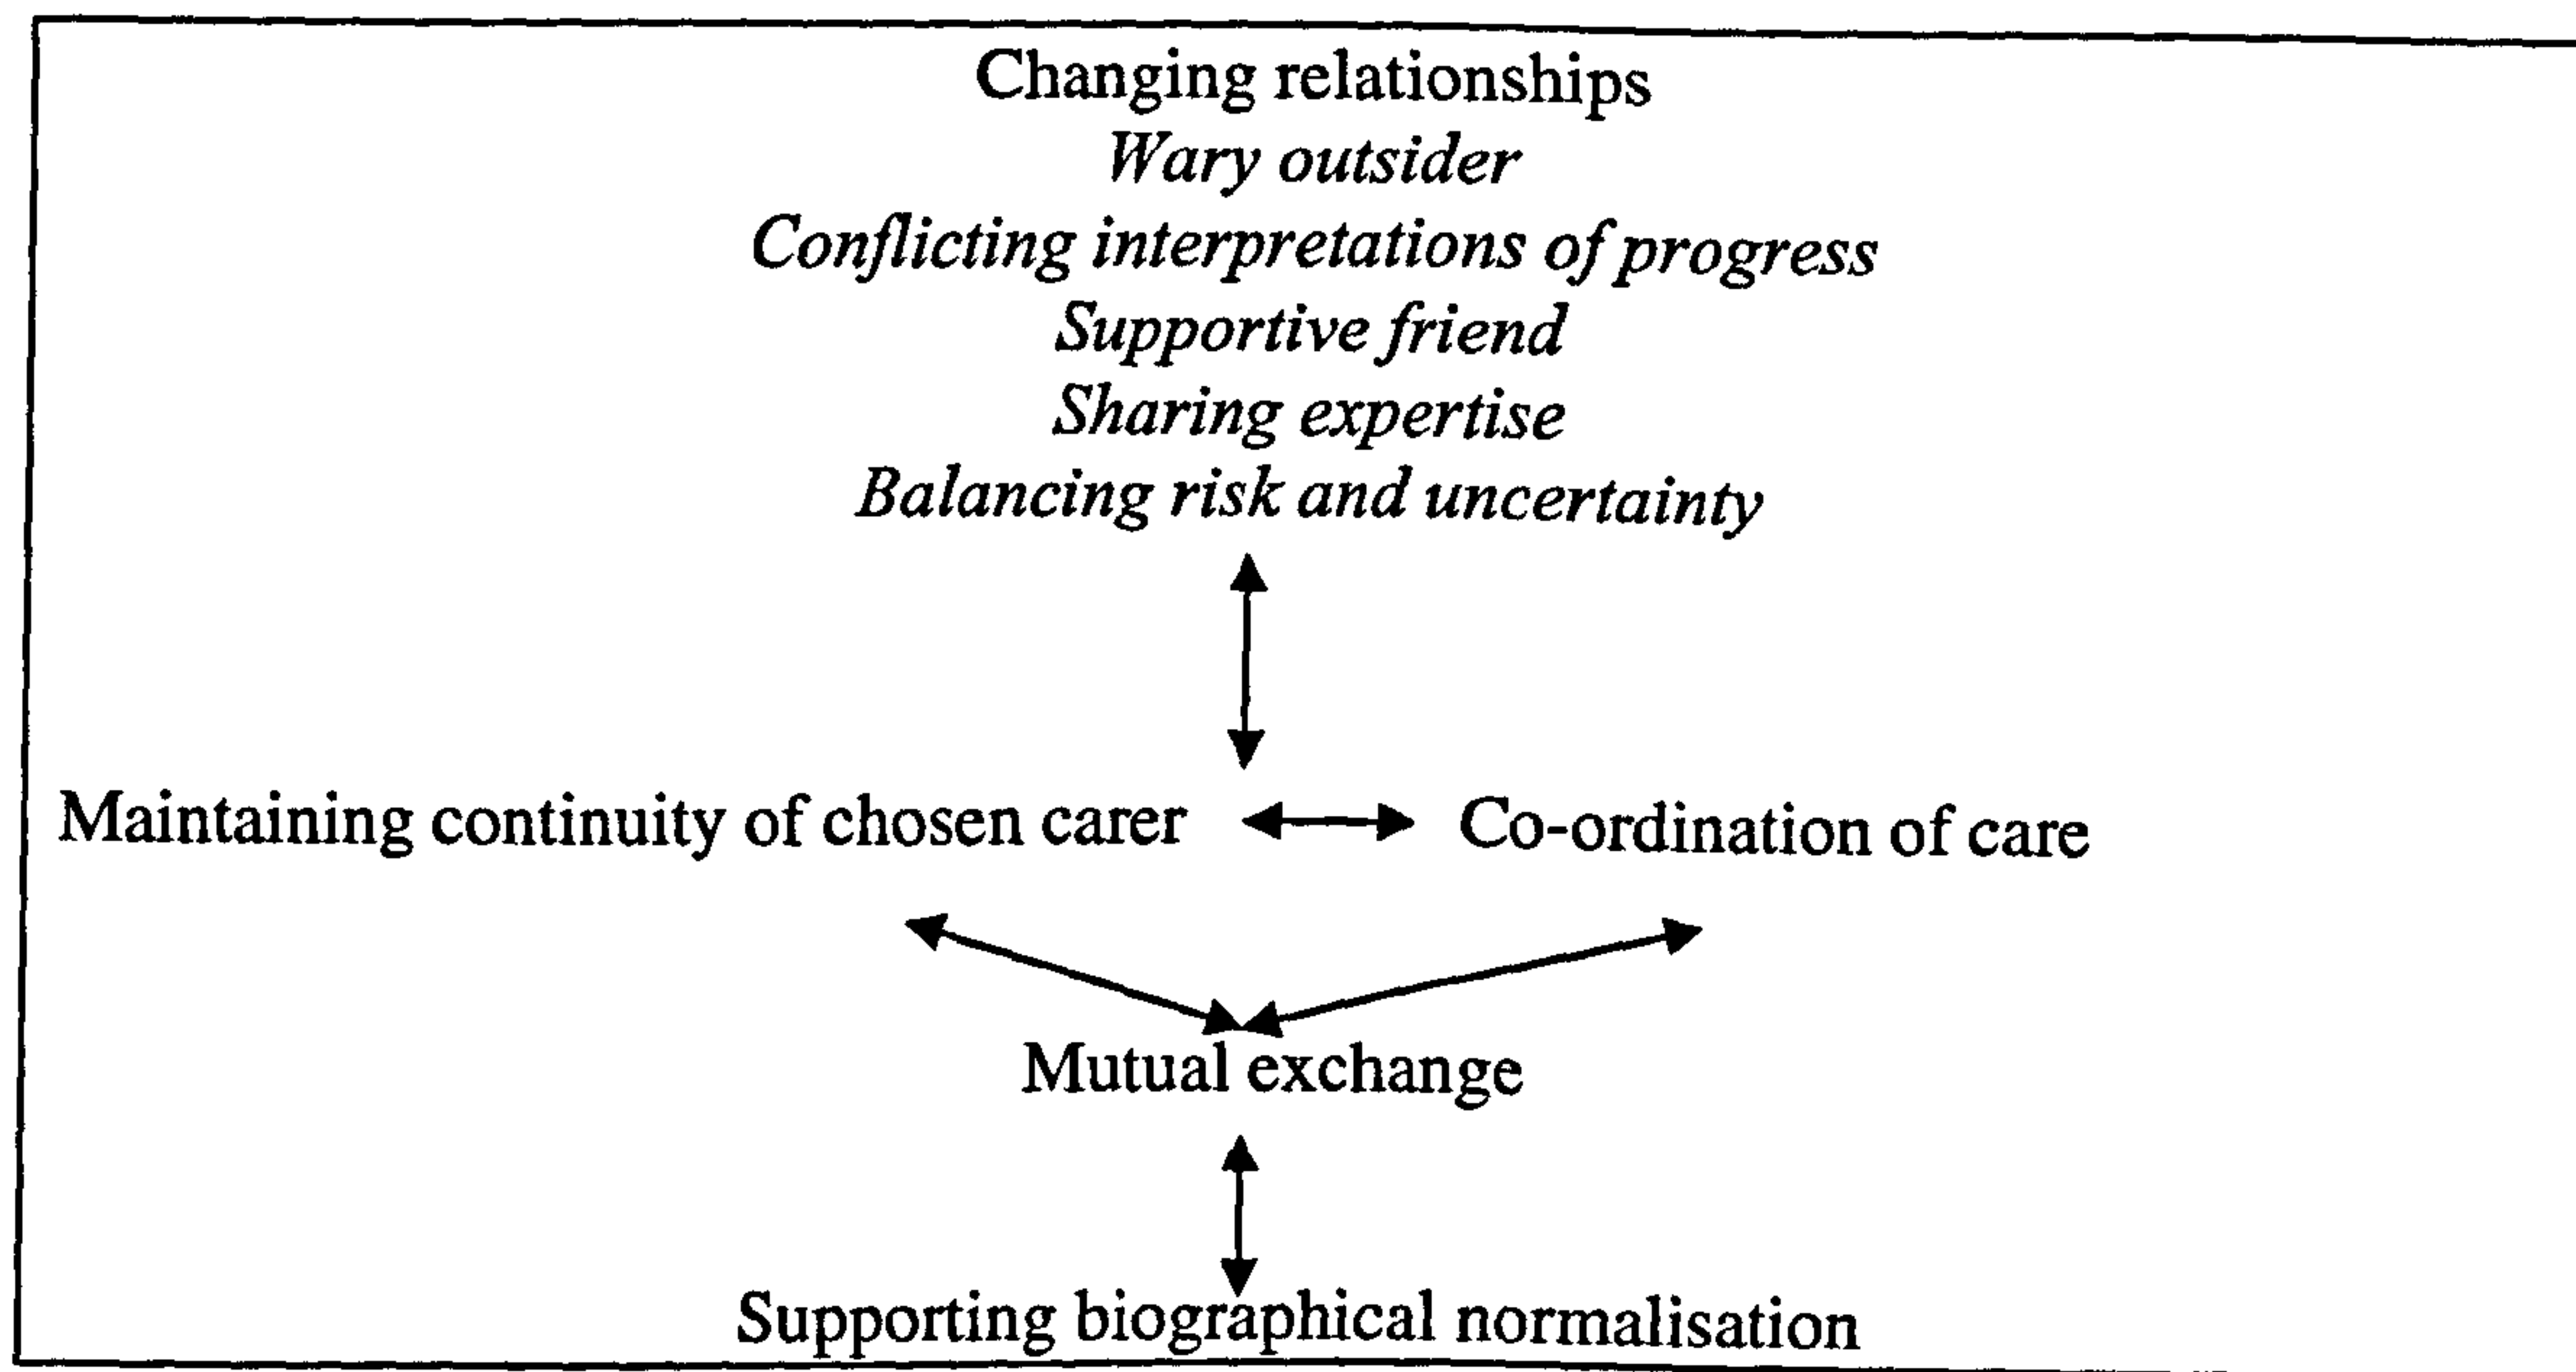 Changing relationships
Wary outsider
Conflicting interpretations of progress
Supportive friend
Sharing expertise
Balancing risk and uncertainty
Maintaining continuity of chosen carer Co-ordination of care
Mutual exchange
Supporting biographical normalisation